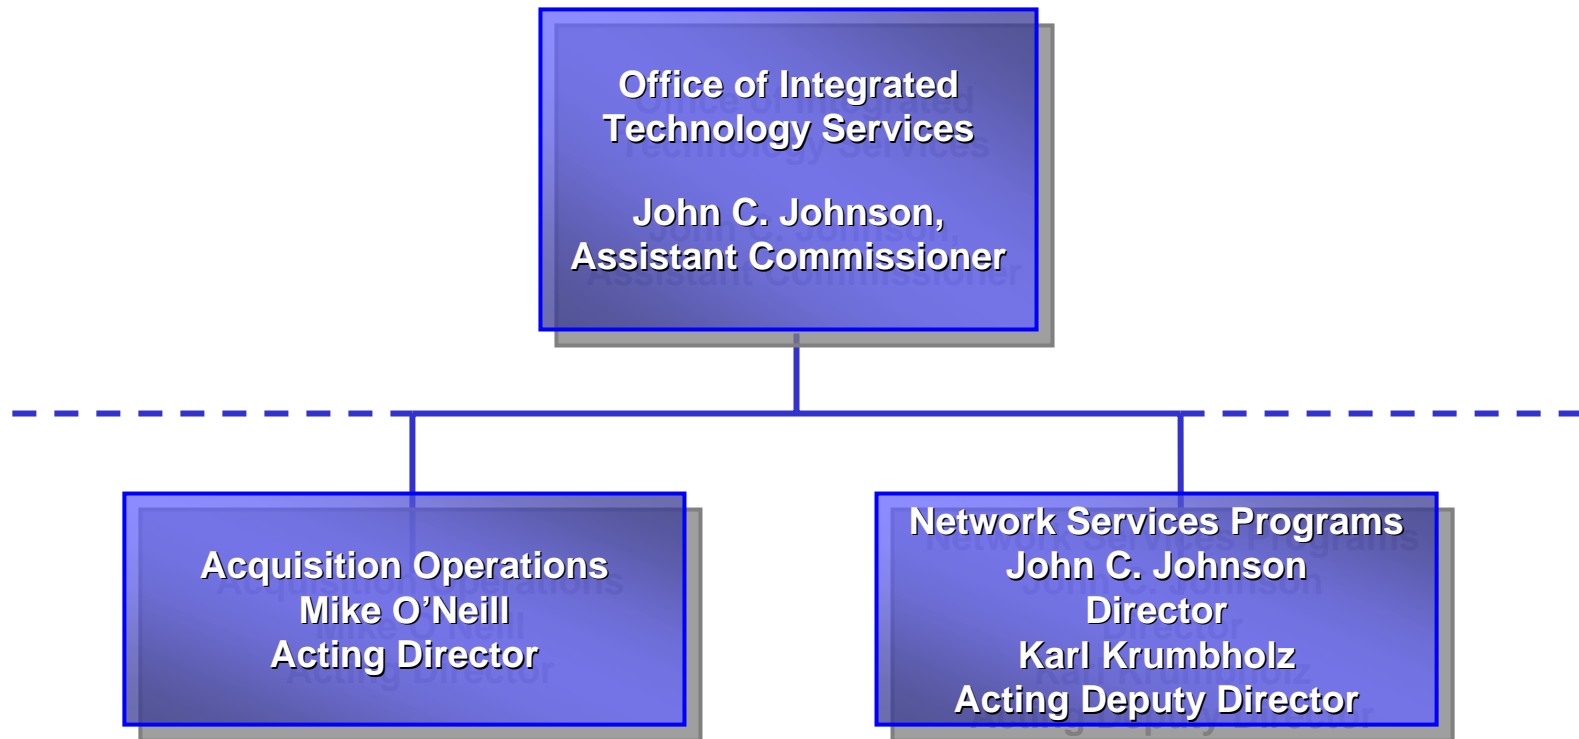 Office of Integrated
Technology Services
John C. Johnson,
Assistant Commissioner
Acquisition Operations
Mike O’Neill
Acting Director
Network Services Programs
John C. Johnson
Director
Karl Krumbholz
Acting Deputy Director